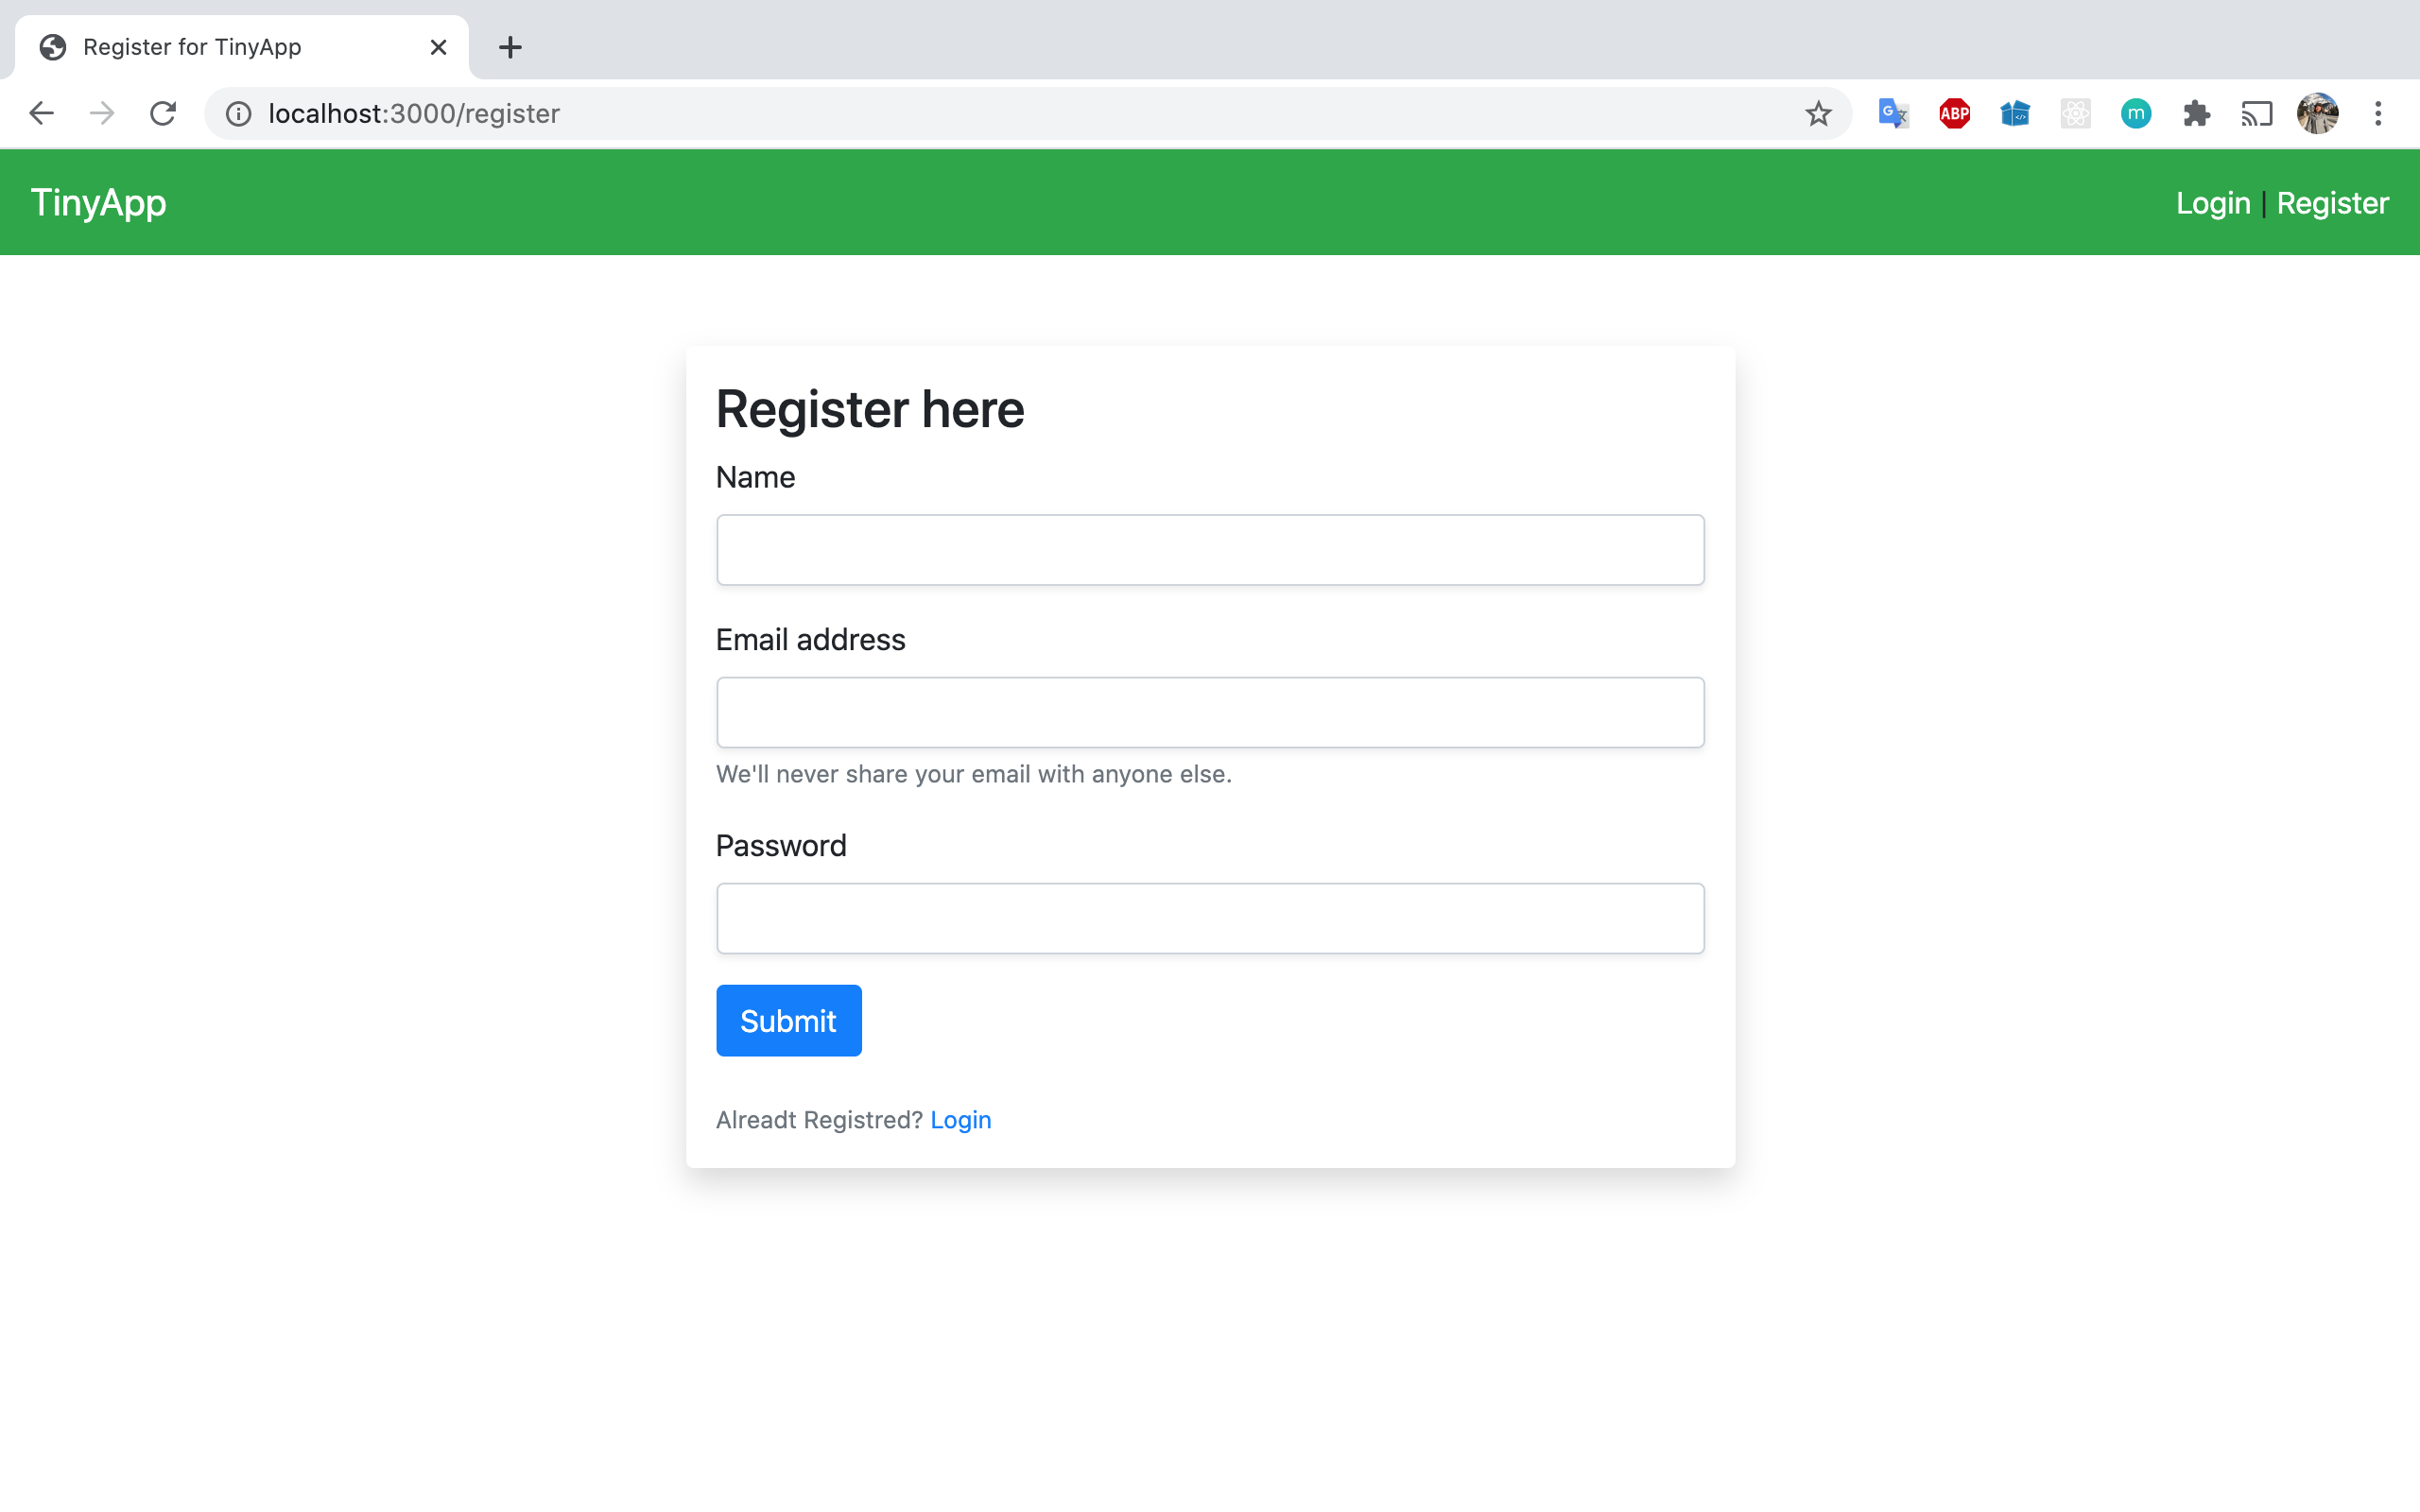 Register for TinyApp
localhost:3000/register
ABP
m
TinyApp
Login | Register
Register here
Name
Email address
We'll never share your email with anyone else.
Password
Submit
Alreadt Registred? Login